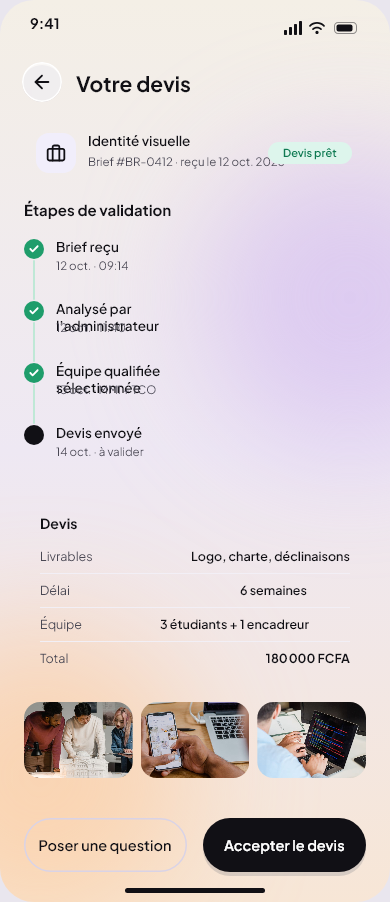 9:41
Votre devis
Identité visuelle
Brief #BR-0412 · reçu le 12 oct.
Devis prêt
Étapes de validation
Brief reçu
12 oct. · 09:14
Analysé par
l'administrateur
Équipe qualifiée
sélectionnée
Devis envoyé
14 oct. · à valider
Devis
Livrables Logo, charte, déclinaisons
Délai 6 semaines
Équipe 3 étudiants + 1 encadreur
Total 180 000 FCFA
Poser une question
Accepter le devis